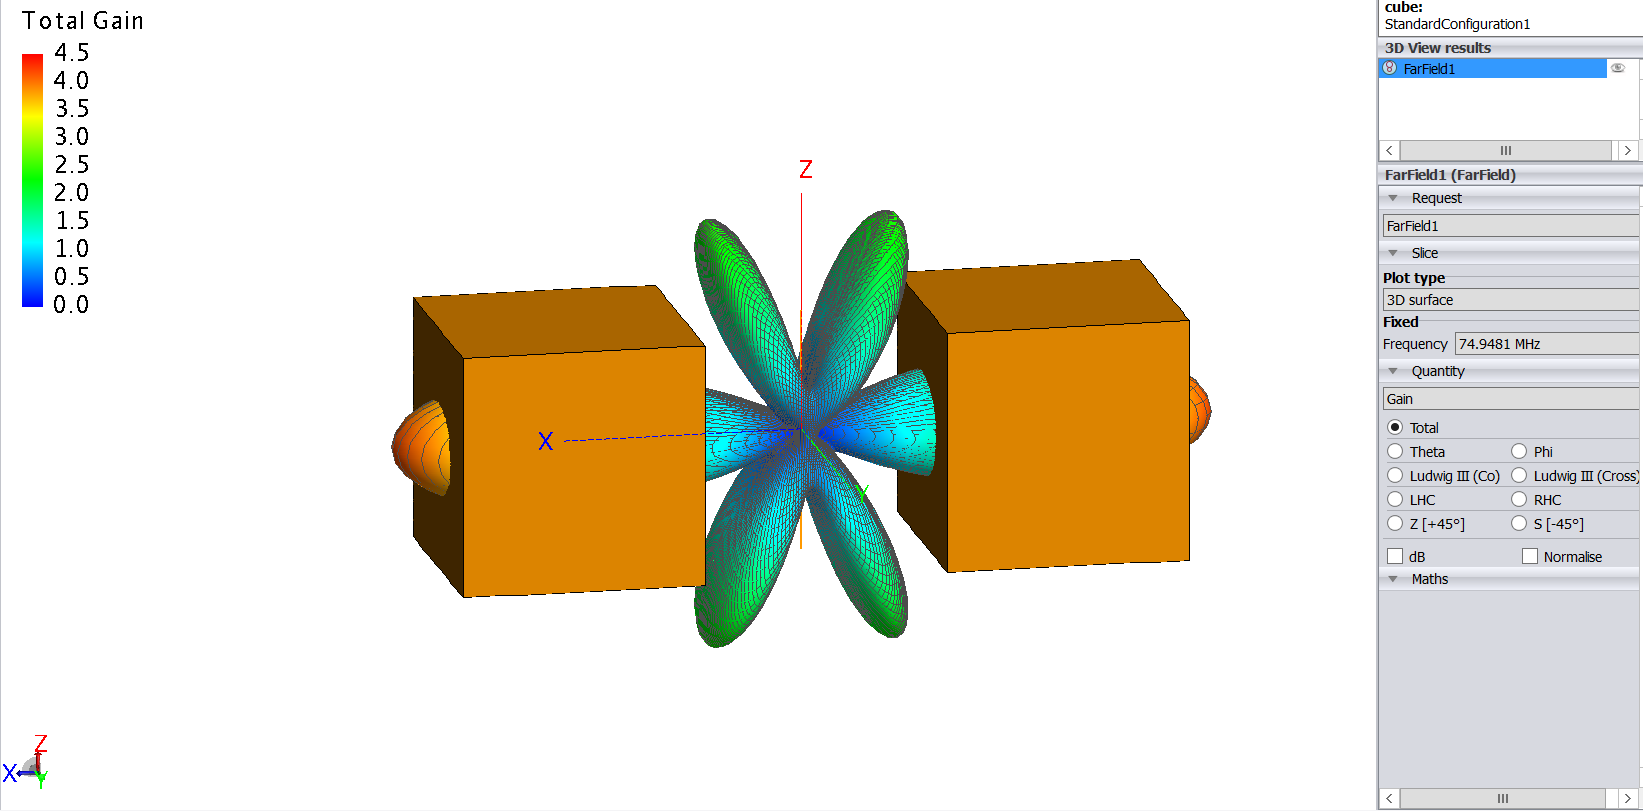 Total Gain
4.5
4.0
3.5
3.0
2.5
2.0
1.5
1.0
0.5
0.0
Z
X
Y
Z
X
Y
cube:
StandardConfiguration1
3D View results
FarField1
FarField1 (FarField)
Request
FarField1
Slice
Plot type
3D surface
Fixed
Frequency 74.9481 MHz
Quantity
Gain
Total
Theta Phi
Ludwig III (Co) Ludwig III (Cross)
LHC RHC
Z [+45°] S [-45°]
dB Normalise
Maths